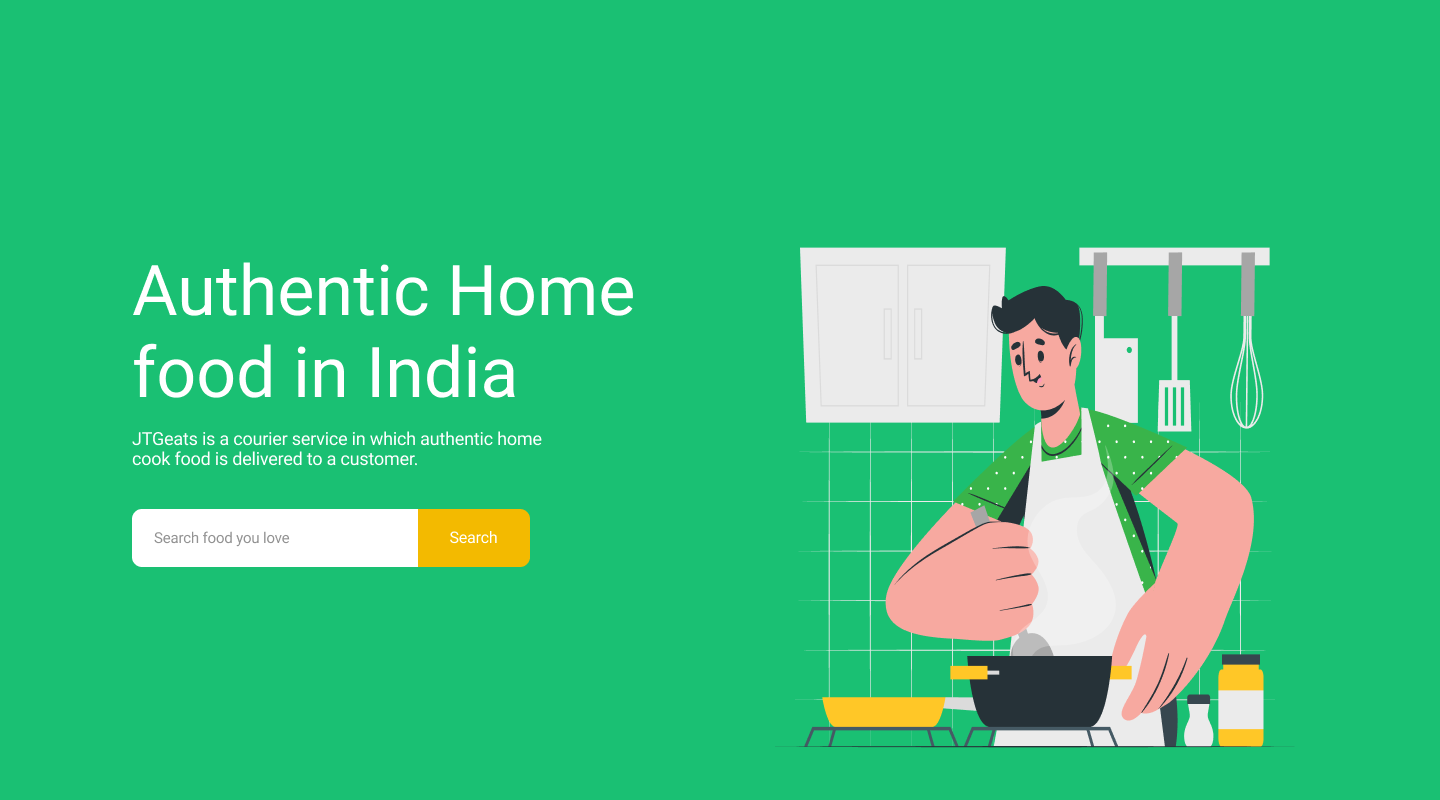 Authentic Home
food in India
JTGeats is a courier service in which authentic home
cook food is delivered to a customer.
Search food you love
Search